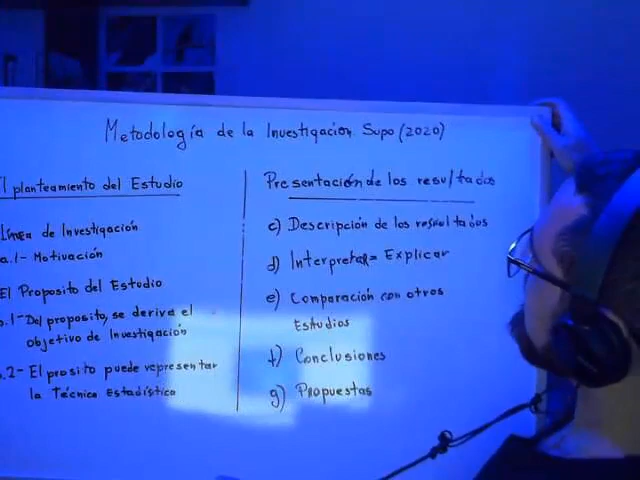 Metodología de la Investigación Supo (2020)
l planteamiento del Estudio
Línea de Investigación
a.1- Motivación
El Proposito del Estudio
.1- Del proposito, se deriva el
objetivo de Investigación
.2- El prosito puede representar
la Técnica Estadística
Presentación de los resultados
c) Descripción de los resultados
d) Interpretar = Explicar
e) Comparación con otros
Estudios
f) Conclusiones
g) Propuestas